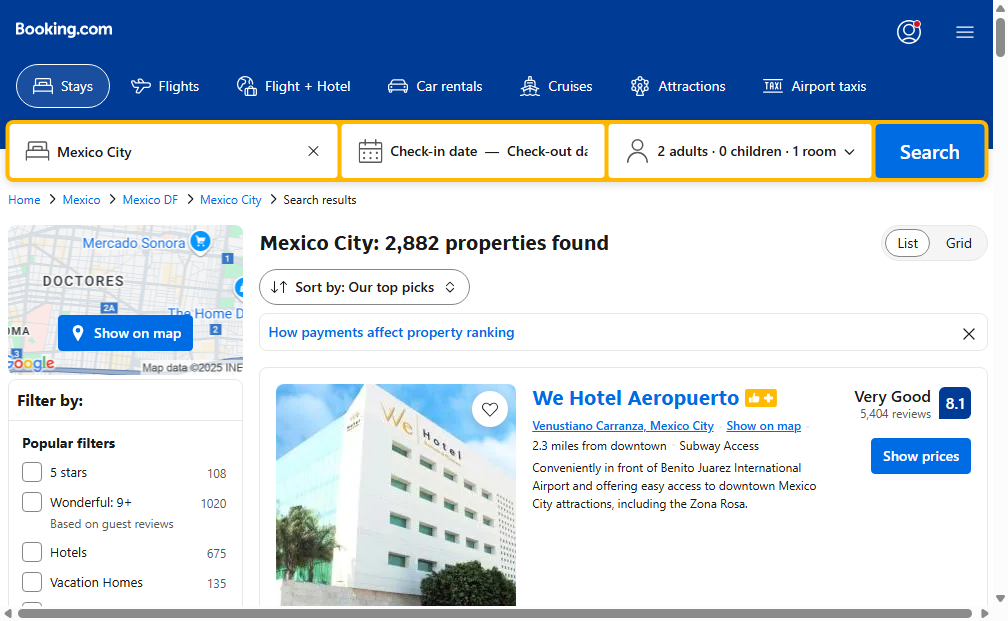 Booking.com
Stays
Flights
Flight + Hotel
Car rentals
Cruises
Attractions
TAXI
Airport taxis
Mexico City
Check-in date — Check-out da
2 adults · 0 children · 1 room
Search
Home
Mexico
Mexico DF
Mexico City
Search results
Mercado Sonora
1
DOCTORES
2A
The Home D
OMA
2
3
Show on map
Google
Map data ©2025 INE
Mexico City: 2,882 properties found
List
Grid
Sort by: Our top picks
How payments affect property ranking
Filter by:
Popular filters
5 stars
108
Wonderful: 9+
1020
Based on guest reviews
Hotels
675
Vacation Homes
135
We Hotel
We Hotel
We Hotel Aeropuerto
Venustiano Carranza, Mexico City
Show on map
2.3 miles from downtown
Subway Access
Conveniently in front of Benito Juarez International
Airport and offering easy access to downtown Mexico
City attractions, including the Zona Rosa.
Very Good
5,404 reviews
8.1
Show prices